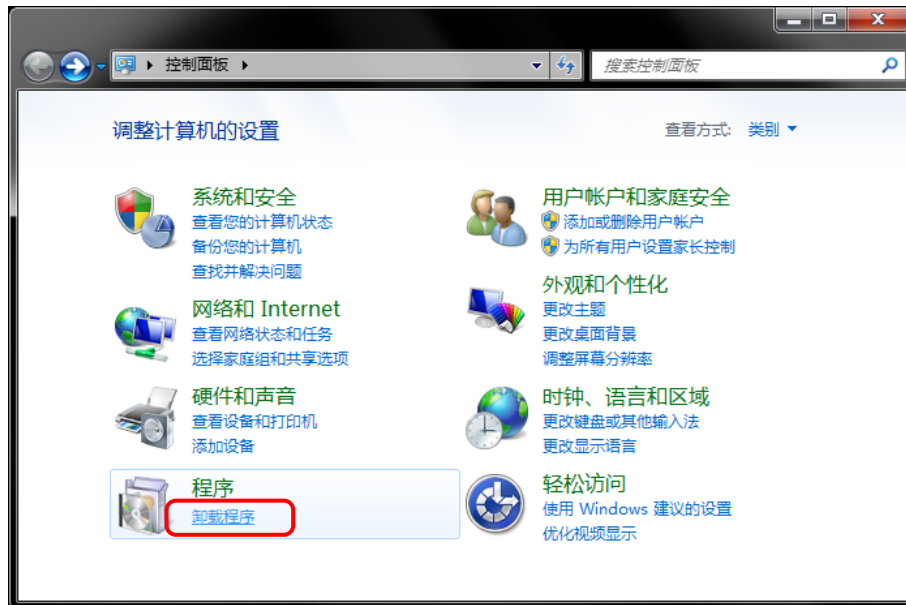 控制面板
搜索控制面板
调整计算机的设置
查看方式: 类别
系统和安全
查看您的计算机状态
备份您的计算机
查找并解决问题
网络和 Internet
查看网络状态和任务
选择家庭组和共享选项
硬件和声音
查看设备和打印机
添加设备
程序
卸载程序
用户帐户和家庭安全
添加或删除用户帐户
为所有用户设置家长控制
外观和个性化
更改主题
更改桌面背景
调整屏幕分辨率
时钟、语言和区域
更改键盘或其他输入法
更改显示语言
轻松访问
使用 Windows 建议的设置
优化视频显示